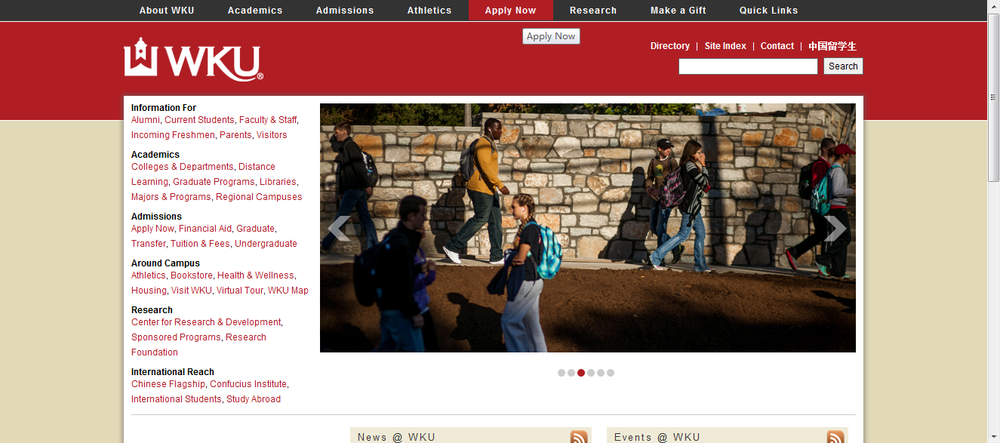 About WKU Academics Admissions Athletics Apply Now Research Make a Gift Quick Links
Apply Now
Directory | Site Index | Contact | 中国留学生
WKU®
Search
Information For
Alumni, Current Students, Faculty & Staff,
Incoming Freshmen, Parents, Visitors
Academics
Colleges & Departments, Distance
Learning, Graduate Programs, Libraries,
Majors & Programs, Regional Campuses
Admissions
Apply Now, Financial Aid, Graduate,
Transfer, Tuition & Fees, Undergraduate
Around Campus
Athletics, Bookstore, Health & Wellness,
Housing, Visit WKU, Virtual Tour, WKU Map
Research
Center for Research & Development,
Sponsored Programs, Research
Foundation
International Reach
Chinese Flagship, Confucius Institute,
International Students, Study Abroad
News @ WKU
Events @ WKU